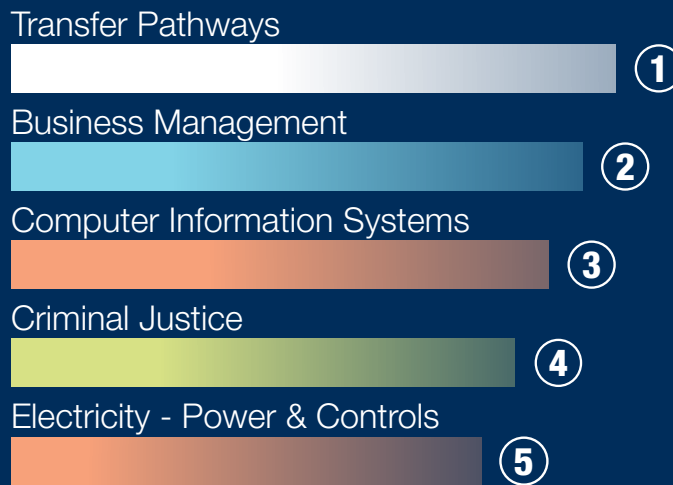 Transfer Pathways
1
Business Management
2
Computer Information Systems
3
Criminal Justice
4
Electricity - Power & Controls
5